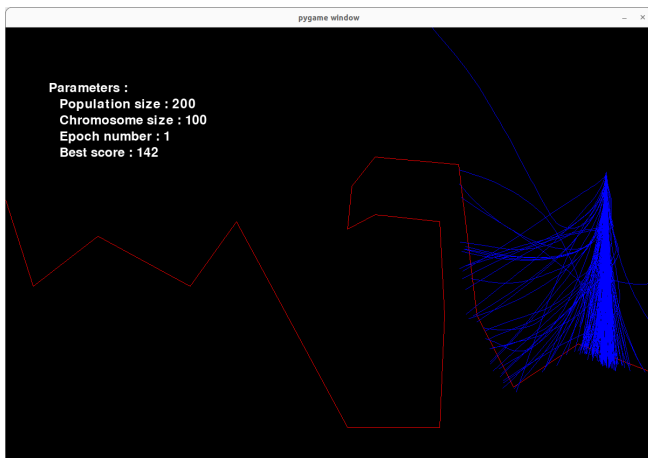 pygame window
Parameters :
Population size : 200
Chromosome size : 100
Epoch number : 1
Best score : 142